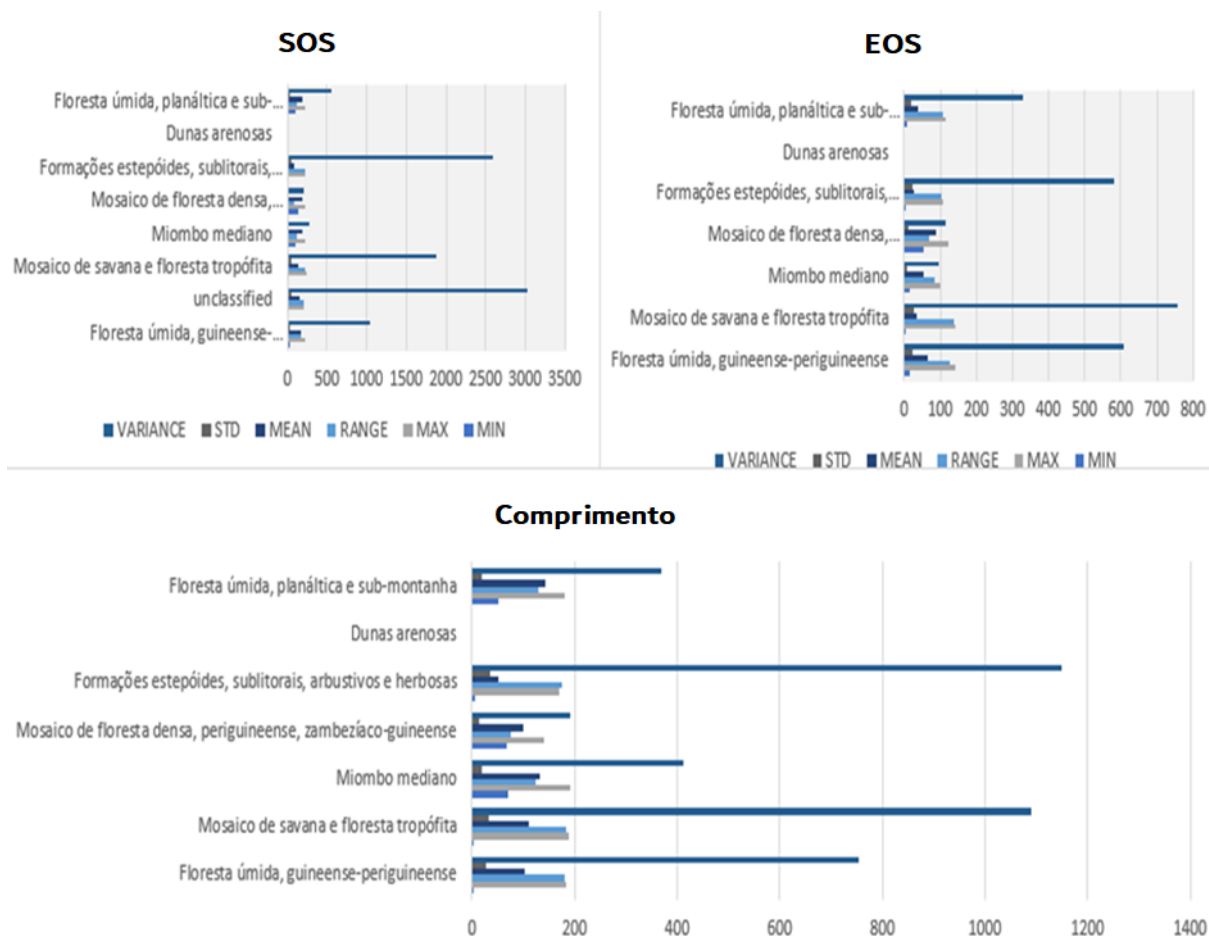 SOS
Floresta úmida, planáltica e sub-...
Dunas arenosas
Formações estepóides, sublitorais,...
Mosaico de floresta densa,...
Miombo mediano
Mosaico de savana e floresta tropófita
unclassified
Floresta úmida, guineense-...
0 500 1000 1500 2000 2500 3000 3500
VARIANCE STD MEAN RANGE MAX MIN
EOS
Floresta úmida, planáltica e sub-...
Dunas arenosas
Formações estepóides, sublitorais,...
Mosaico de floresta densa,...
Miombo mediano
Mosaico de savana e floresta tropófita
Floresta úmida, guineense-periguineense
0 100 200 300 400 500 600 700 800
VARIANCE STD MEAN RANGE MAX MIN
Comprimento
Floresta úmida, planáltica e sub-montanha
Dunas arenosas
Formações estepóides, sublitorais, arbustivos e herbosas
Mosaico de floresta densa, periguineense, zambezíaco-guineense
Miombo mediano
Mosaico de savana e floresta tropófita
Floresta úmida, guineense-periguineense
0 200 400 600 800 1000 1200 1400